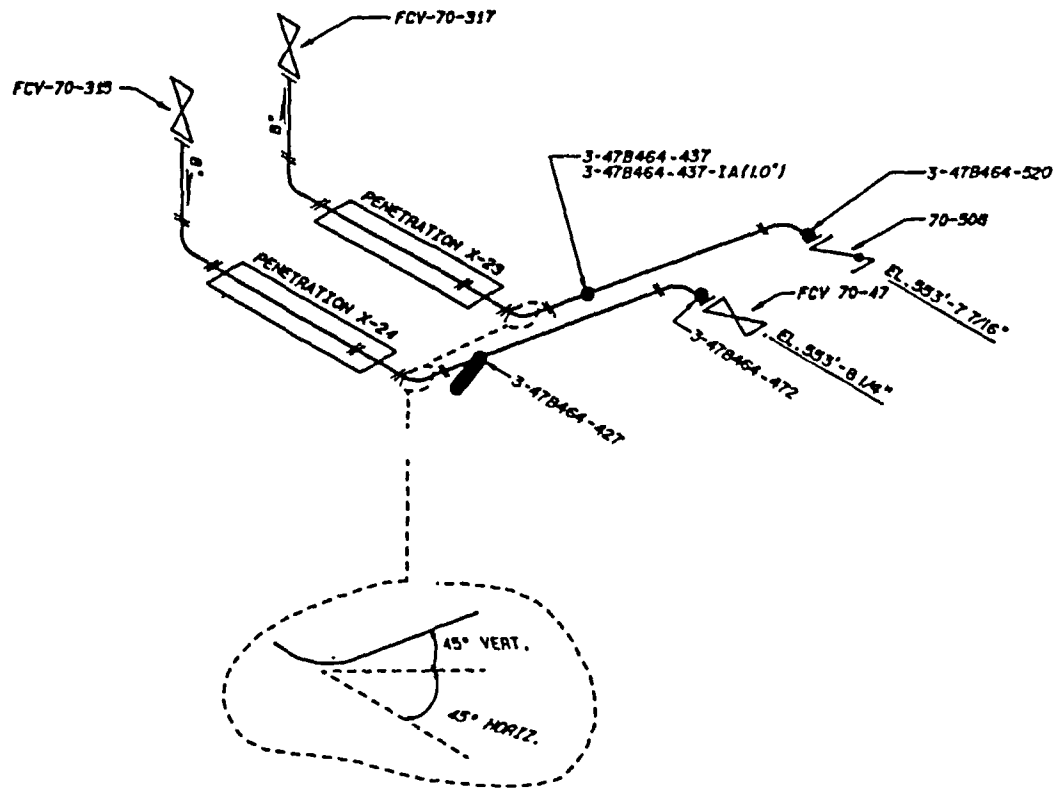 FCV-70-317
FCV-70-315
8"
8"
3-47B464-437
3-47B464-437-IA(1.0")
3-47B464-520
70-508
PENETRATION X-23
EL. 553'-7 7/16"
FCV 70-47
PENETRATION X-24
EL. 553'-8 1/4"
3-47B464-472
3-47B464-427
45° VERT.
45° HORIZ.